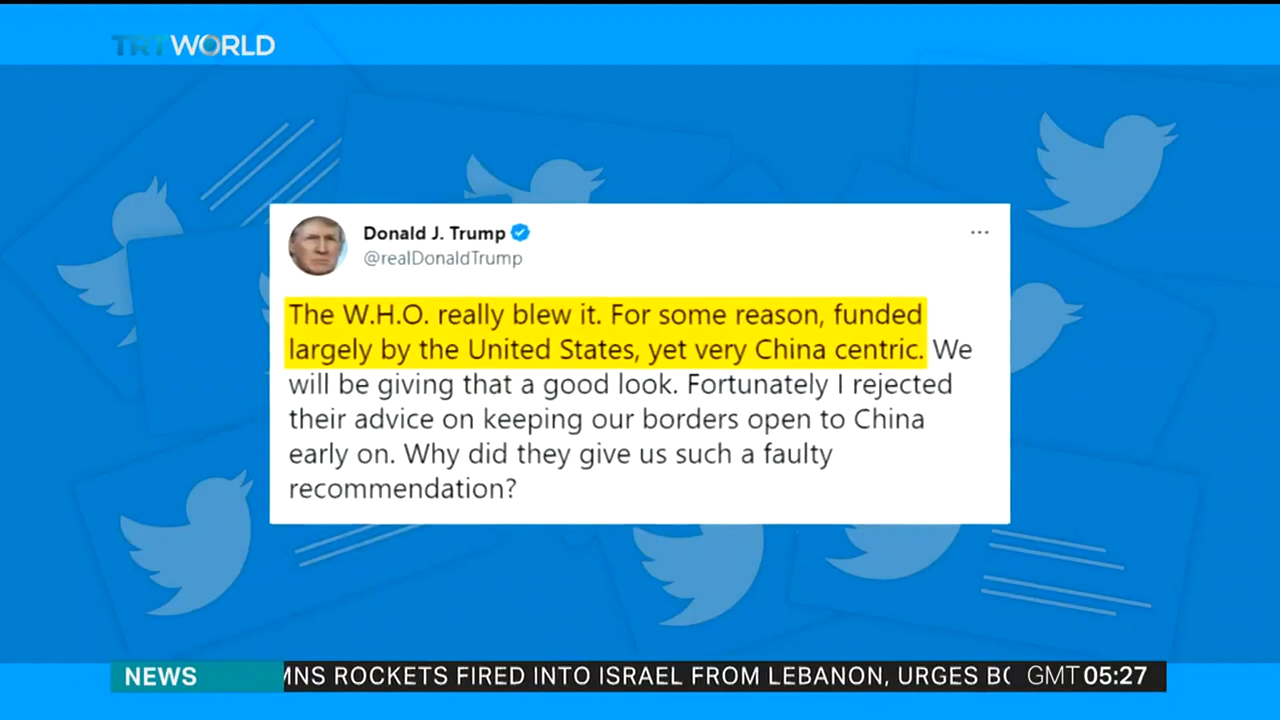 TRT WORLD
Donald J. Trump
@realDonaldTrump
The W.H.O. really blew it. For some reason, funded
largely by the United States, yet very China centric. We
will be giving that a good look. Fortunately I rejected
their advice on keeping our borders open to China
early on. Why did they give us such a faulty
recommendation?
NEWS ROCKETS FIRED INTO ISRAEL FROM LEBANON, URGES GMT 05:27